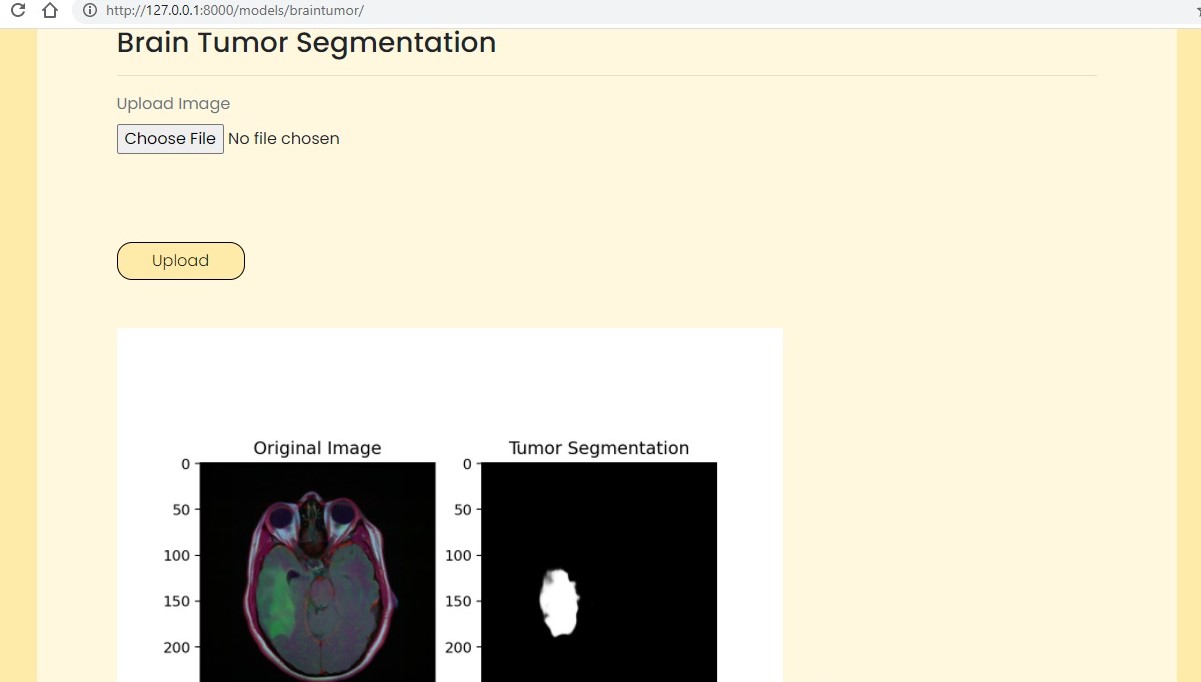 http://127.0.0.1:8000/models/braintumor/
Brain Tumor Segmentation
Upload Image
Choose File No file chosen
Upload
Original Image Tumor Segmentation
0 0
50 50
100 100
150 150
200 200